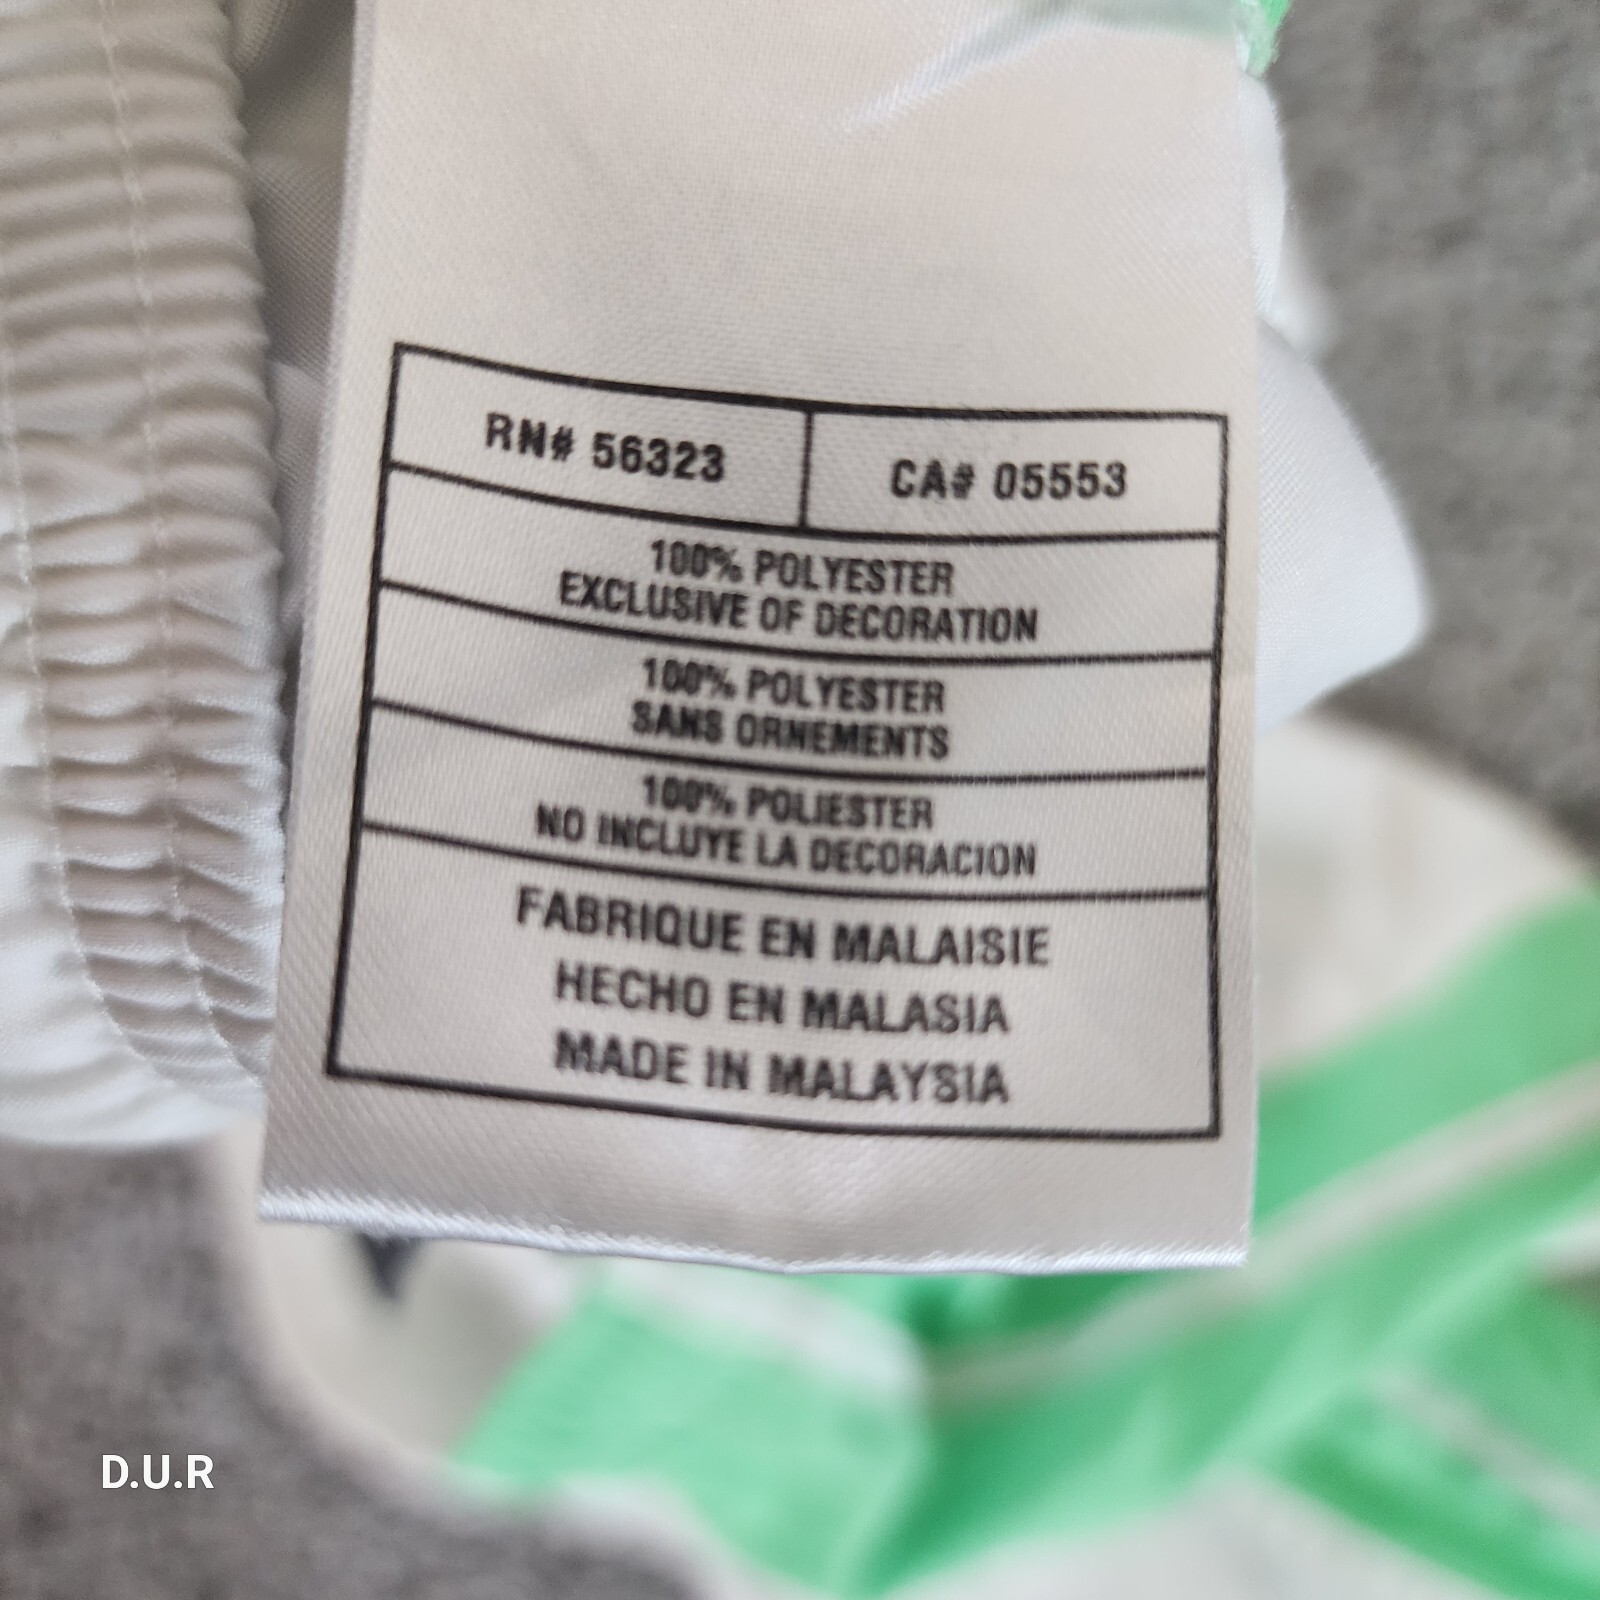 RN# 56323
CA# 05553
100% POLYESTER
EXCLUSIVE OF DECORATION
100% POLYESTER
SANS ORNEMENTS
100% POLIESTER
NO INCLUYE LA DECORACION
FABRIQUE EN MALAISIE
HECHO EN MALASIA
MADE IN MALAYSIA
D.U.R